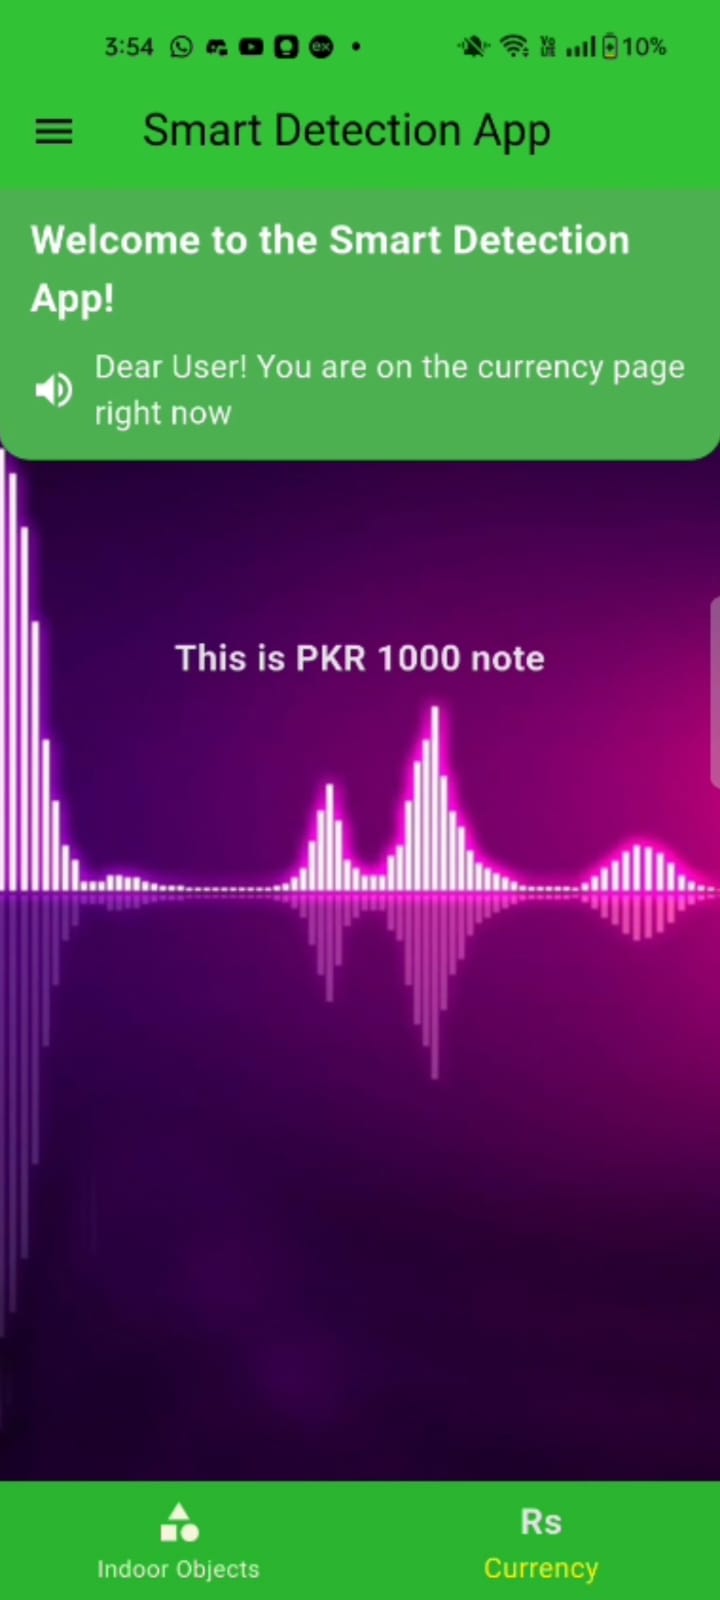 3:54
10%
Smart Detection App
Welcome to the Smart Detection
App!
Dear User! You are on the currency page
right now
This is PKR 1000 note
Rs
Indoor Objects
Currency